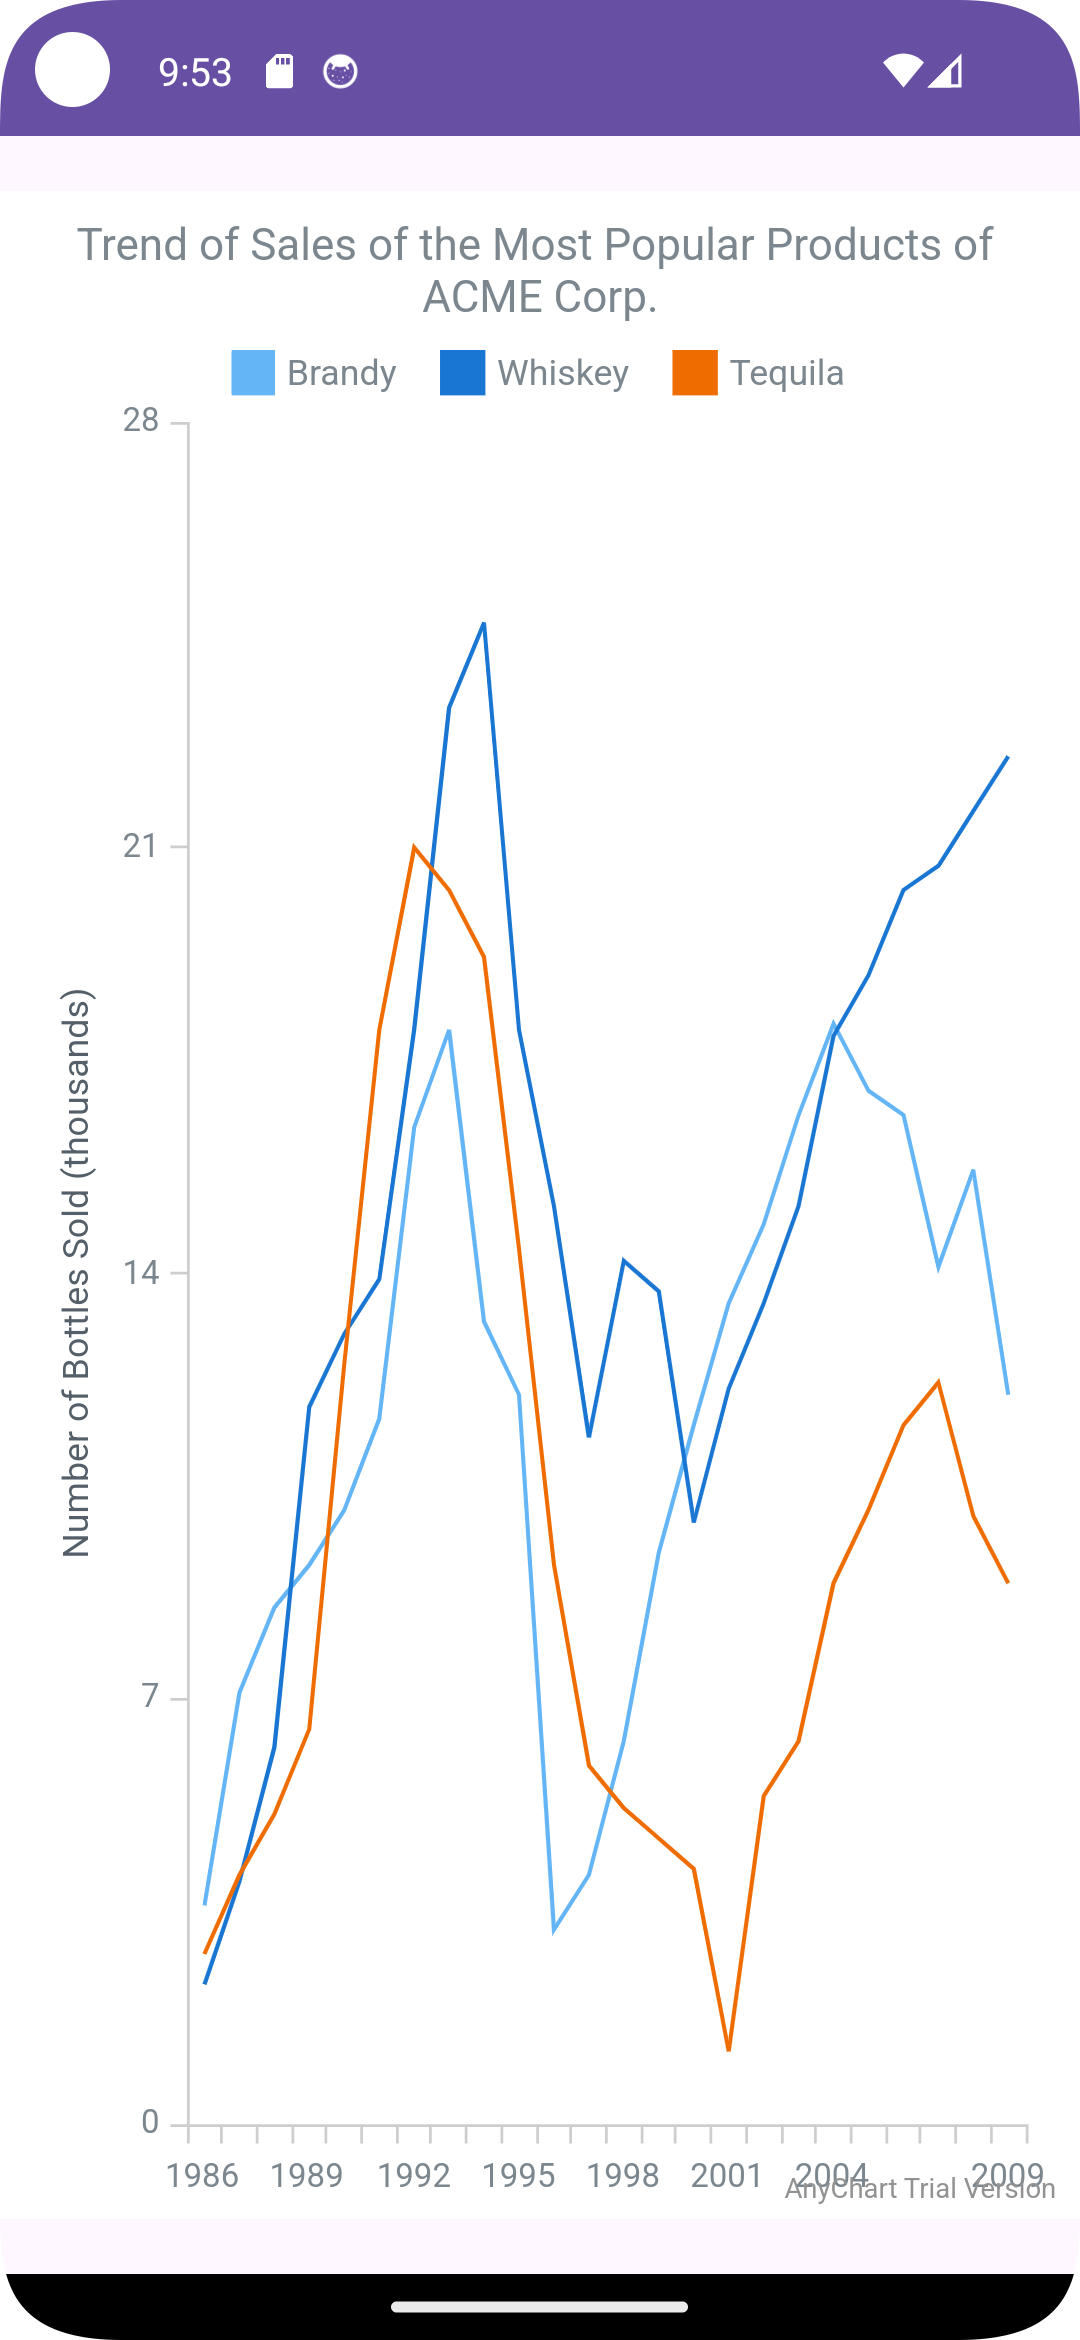 9:53
Trend of Sales of the Most Popular Products of
ACME Corp.
Brandy Whiskey Tequila
28
21
14
7
0
Number of Bottles Sold (thousands)
1986 1989 1992 1995 1998 2001 2004 2009
AnyChart Trial Version